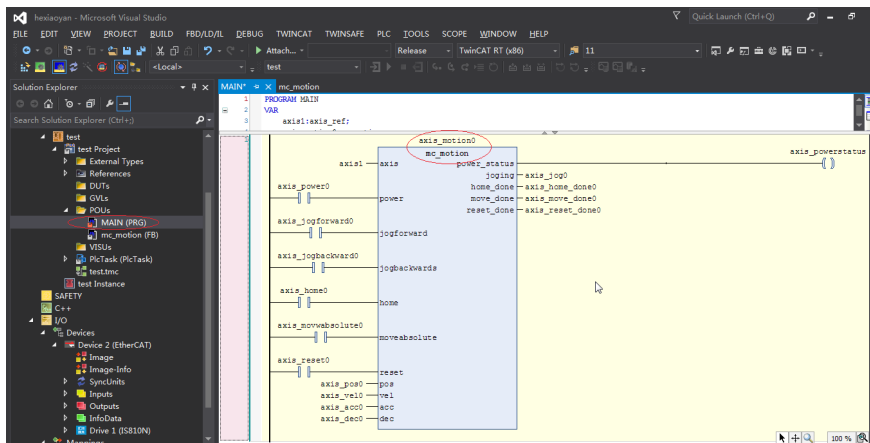 hexiaoyan - Microsoft Visual Studio
Quick Launch (Ctrl+Q)
FILE EDIT VIEW PROJECT BUILD FBD/LD/IL DEBUG TWINCAT TWINSAFE PLC TOOLS SCOPE WINDOW HELP
Attach... Release TwinCAT RT (x86) 11
<Local> test
Solution Explorer
Search Solution Explorer (Ctrl+;)
test
test Project
External Types
References
DUTs
GVLs
POUs
MAIN (PRG)
mc_motion (FB)
VISUs
PlcTask (PlcTask)
test.tmc
test Instance
SAFETY
C++
I/O
Devices
Device 2 (EtherCAT)
Image
Image-Info
SyncUnits
Inputs
Outputs
InfoData
Drive 1 (IS810N)
Mappings
MAIN* mc_motion
1 PROGRAM MAIN
2 VAR
3 axis1:axis_ref;
1
axis_motion0
mc_motion
axis1 axis power_status axis_powerstatus
joging axis_jog0
axis_power0 home_done axis_home_done0
power move_done axis_move_done0
reset_done axis_reset_done0
axis_jogforward0
jogforward
axis_jogbackward0
jogbackwards
axis_home0
home
axis_movwabsolute0
moveabsolute
axis_reset0
reset
axis_pos0 pos
axis_vel0 vel
axis_acc0 acc
axis_dec0 dec
100 %